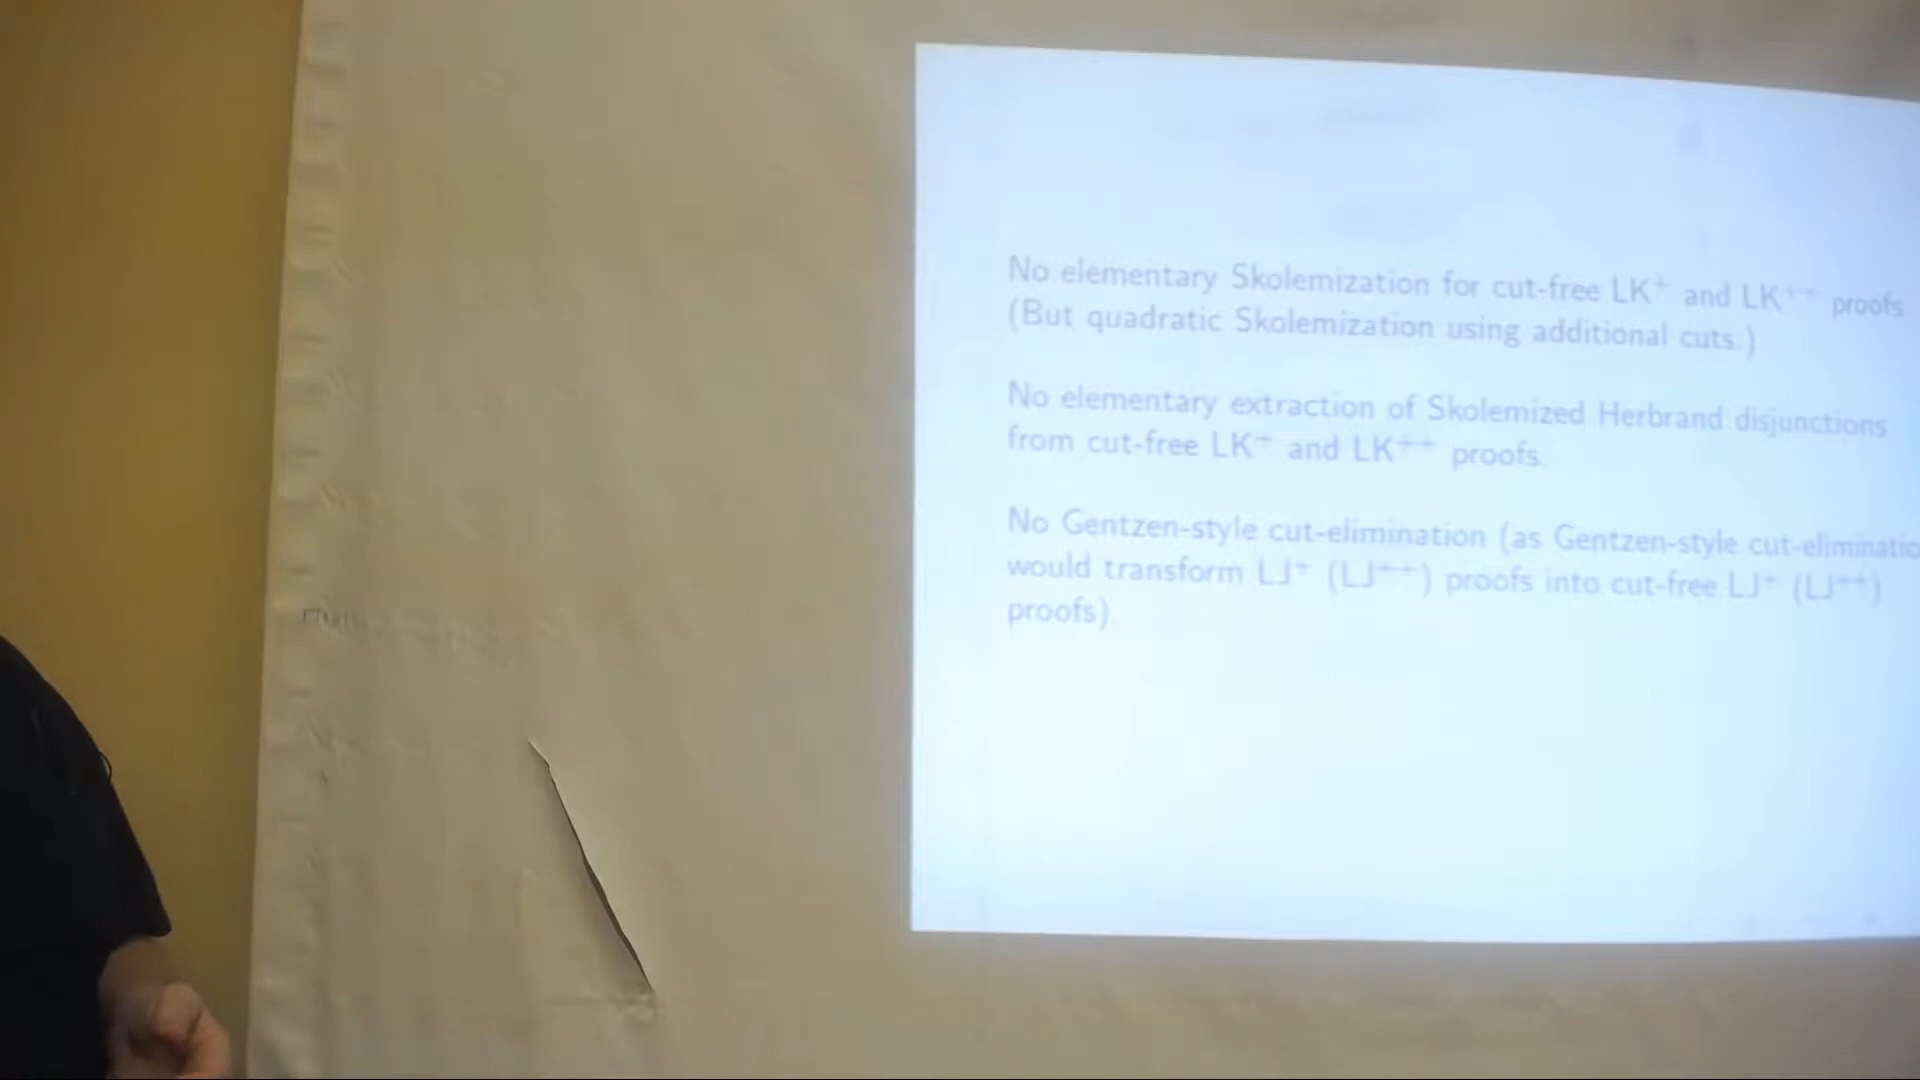 No elementary Skolemization for cut-free LK⁺ and LK⁺⁺ proofs
(But quadratic Skolemization using additional cuts.)
No elementary extraction of Skolemized Herbrand disjunctions
from cut-free LK⁺ and LK⁺⁺ proofs.
No Gentzen-style cut-elimination (as Gentzen-style cut-eliminatio
would transform LJ⁺ (LJ⁺⁺) proofs into cut-free LJ⁺ (LJ⁺⁺)
proofs).